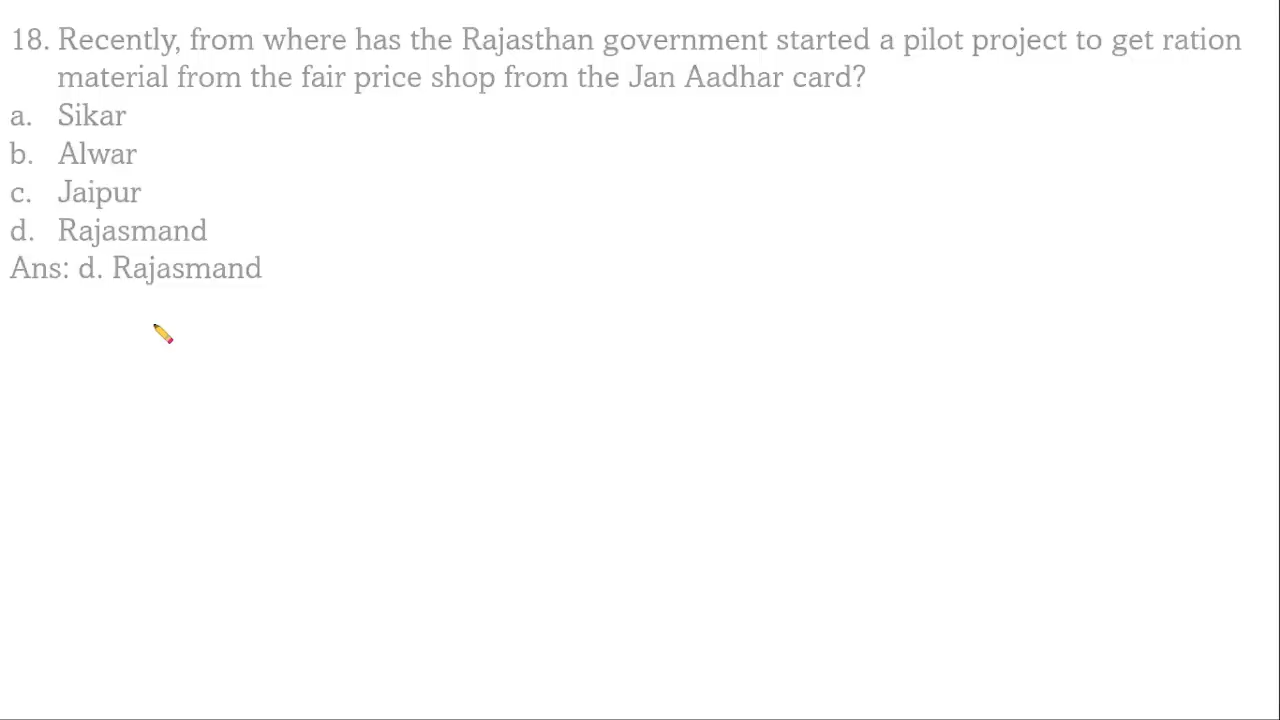 18. Recently, from where has the Rajasthan government started a pilot project to get ration
material from the fair price shop from the Jan Aadhar card?
a. Sikar
b. Alwar
c. Jaipur
d. Rajasmand
Ans: d. Rajasmand